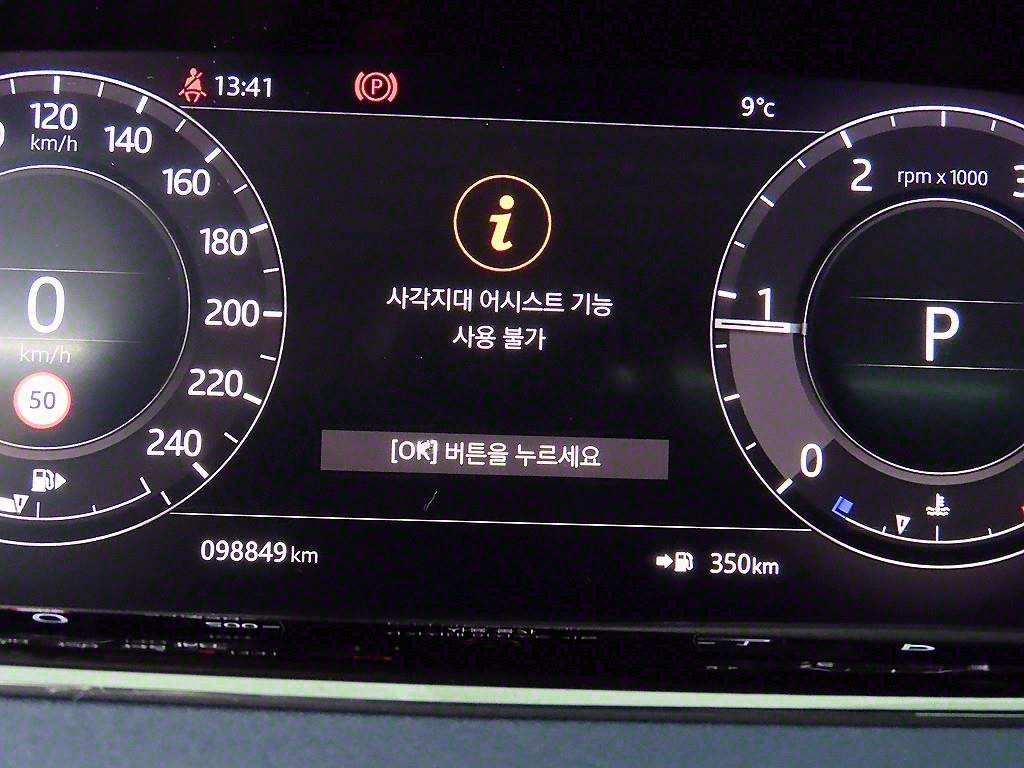 13:41
P
9°c
120
km/h
140
160
180
200
220
240
0
km/h
50
사각지대 어시스트 기능
사용 불가
[OK] 버튼을 누르세요
2
rpm x 1000
1
0
P
098849 km
350km